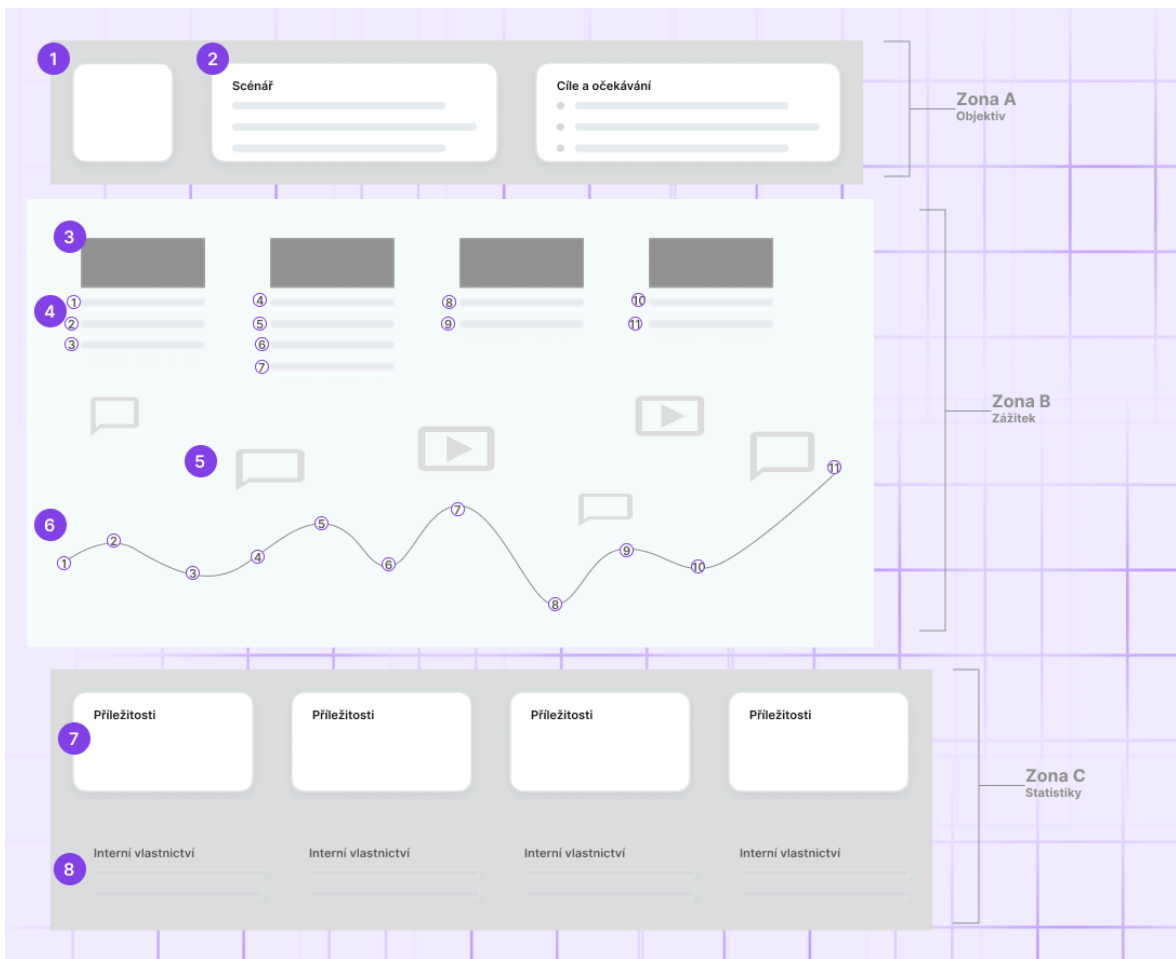 1
2
Scénář
Cíle a očekávání
Zona A
Objektiv
3
4
1
2
3
4
5
6
7
8
9
10
11
Zona B
Zážitek
5
6
1
2
3
4
5
6
7
8
9
10
11
7
Příležitosti
Příležitosti
Příležitosti
Příležitosti
Zona C
Statistiky
8
Interní vlastnictví
Interní vlastnictví
Interní vlastnictví
Interní vlastnictví